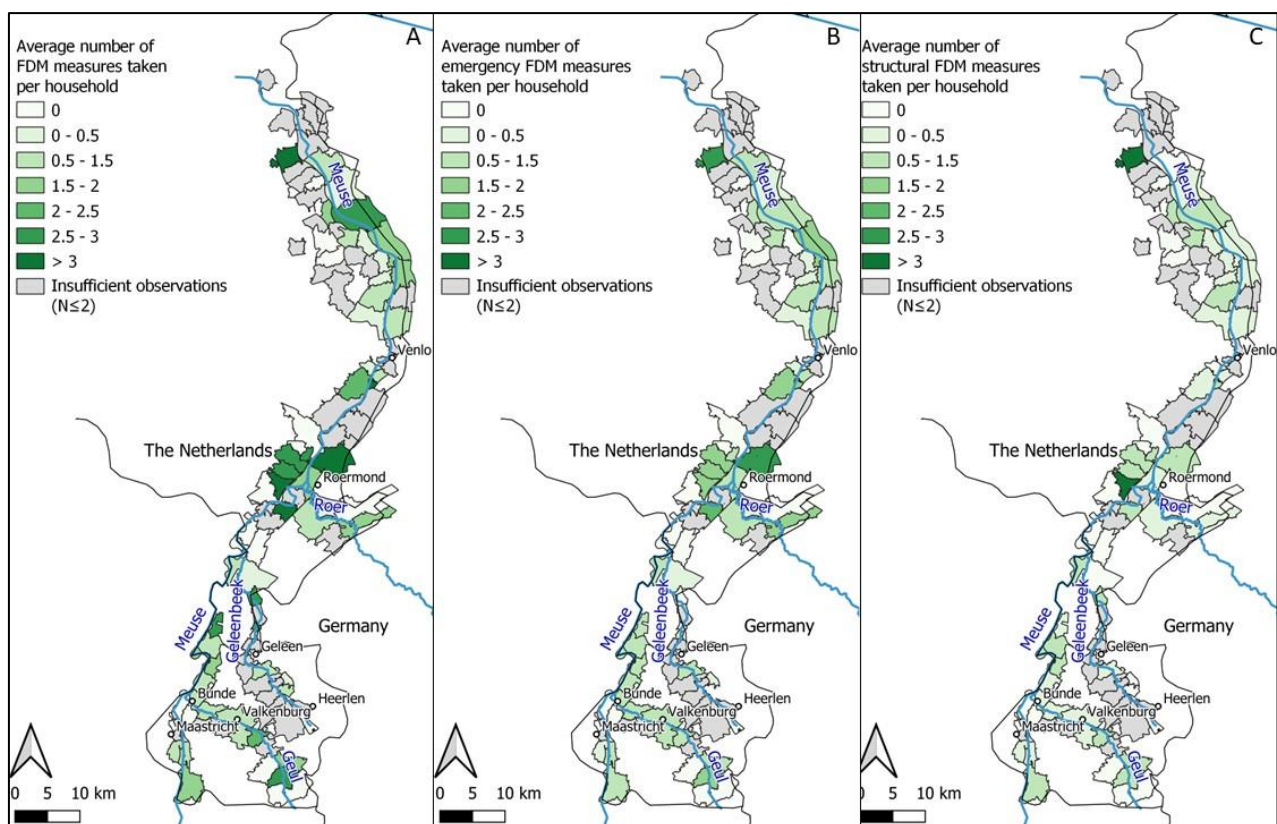 A
Average number of
FDM measures taken
per household
0
0 - 0.5
0.5 - 1.5
1.5 - 2
2 - 2.5
2.5 - 3
> 3
Insufficient observations
(N≤2)
Meuse
Venlo
The Netherlands
Roermond
Roer
Meuse
Geleenbeek
Germany
Geleen
Bunde
Heerlen
Valkenburg
Maastricht
Geul
0 5 10 km
B
Average number of
emergency FDM measures
taken per household
0
0 - 0.5
0.5 - 1.5
1.5 - 2
2 - 2.5
2.5 - 3
> 3
Insufficient observations
(N≤2)
Meuse
Venlo
The Netherlands
Roermond
Roer
Meuse
Geleenbeek
Germany
Geleen
Bunde
Heerlen
Valkenburg
Maastricht
Geul
0 5 10 km
C
Average number of
structural FDM measures
taken per household
0
0 - 0.5
0.5 - 1.5
1.5 - 2
2 - 2.5
2.5 - 3
> 3
Insufficient observations
(N≤2)
Meuse
Venlo
The Netherlands
Roermond
Roer
Meuse
Geleenbeek
Germany
Geleen
Bunde
Heerlen
Valkenburg
Maastricht
Geul
0 5 10 km